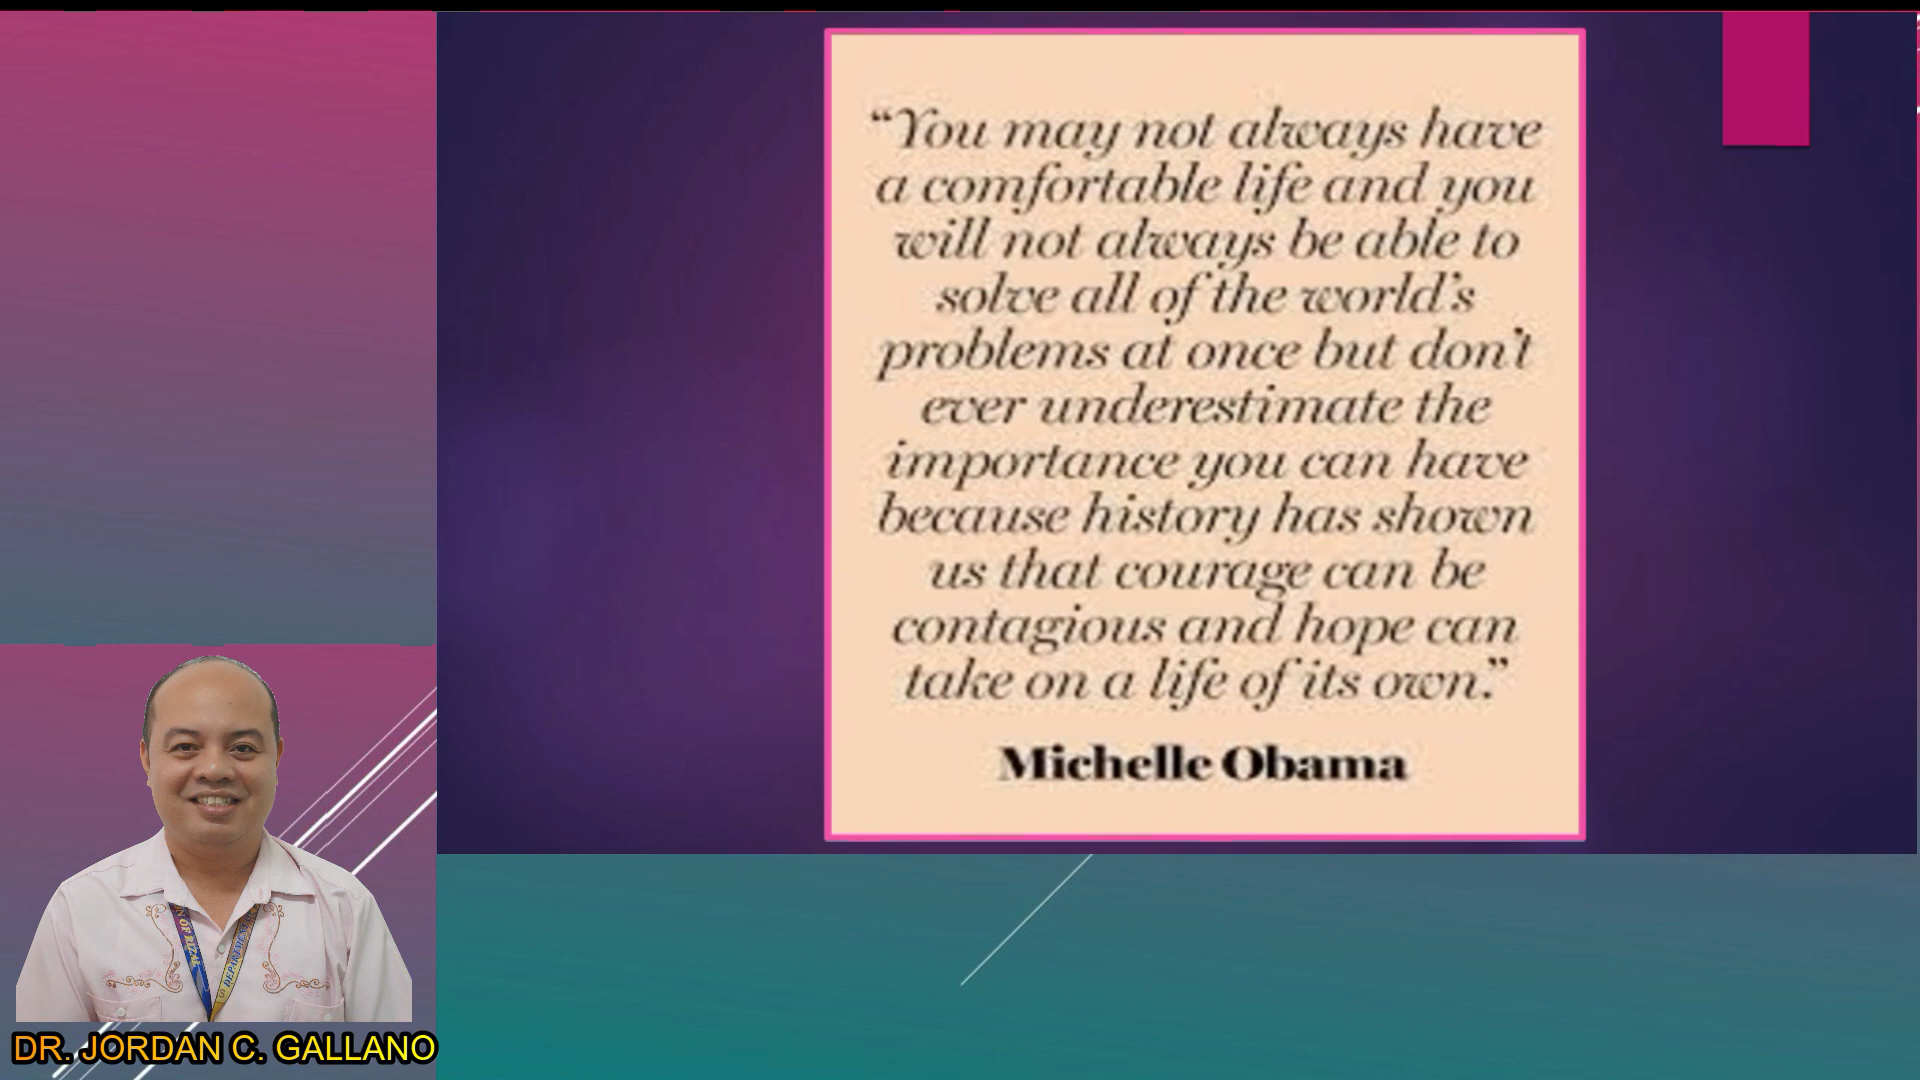 “You may not always have
a comfortable life and you
will not always be able to
solve all of the world’s
problems at once but don’t
ever underestimate the
importance you can have
because history has shown
us that courage can be
contagious and hope can
take on a life of its own.”
Michelle Obama
DR. JORDAN C. GALLANO